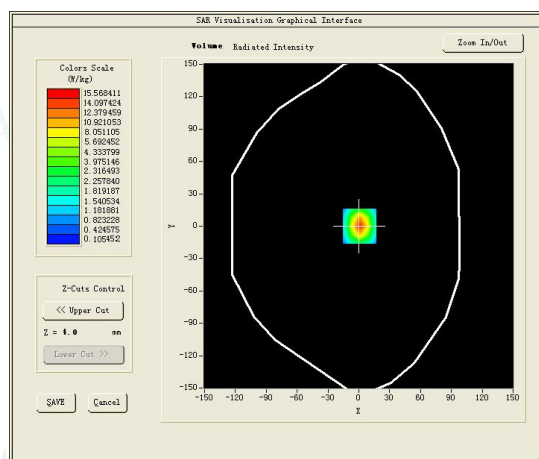 SAR Visualisation Graphical Interface
Volume Radiated Intensity
Zoom In/Out
Colors Scale
(W/kg)
15.568411
14.097424
12.379459
10.921053
8.051105
5.692452
4.333799
3.975146
2.316493
2.257840
1.819187
1.540534
1.181881
0.823228
0.424575
0.105452
Z-Cuts Control
<< Upper Cut
Z = 4.0 mm
Lower Cut >>
SAVE Cancel
150
120
90
60
30
0
-30
-60
-90
-120
-150
Y
-150 -120 -90 -60 -30 0 30 60 90 120 150
X